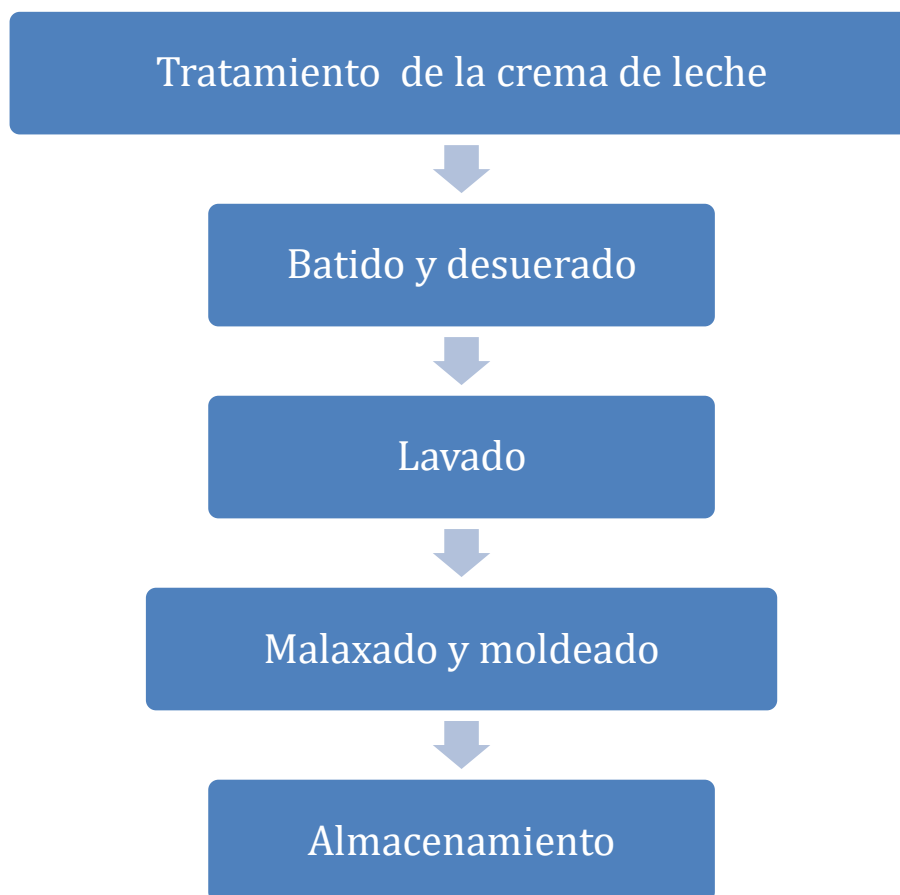 Tratamiento  de la crema de leche
Batido y desuerado
Lavado
Malaxado y moldeado
Almacenamiento